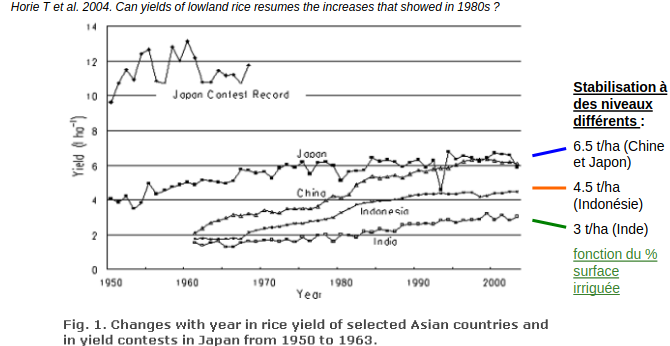 Horie T et al. 2004. Can yields of lowland rice resumes the increases that showed in 1980s ?
14
12
10
8
6
4
2
0
Yield (t ha⁻¹)
Japan Contest Record
Japan
China
Indonesia
India
1950
1960
1970
1980
1990
2000
Year
Stabilisation à
des niveaux
différents :
6.5 t/ha (Chine
et Japon)
4.5 t/ha
(Indonésie)
3 t/ha (Inde)
fonction du %
surface
irriguée
Fig. 1. Changes with year in rice yield of selected Asian countries and
in yield contests in Japan from 1950 to 1963.